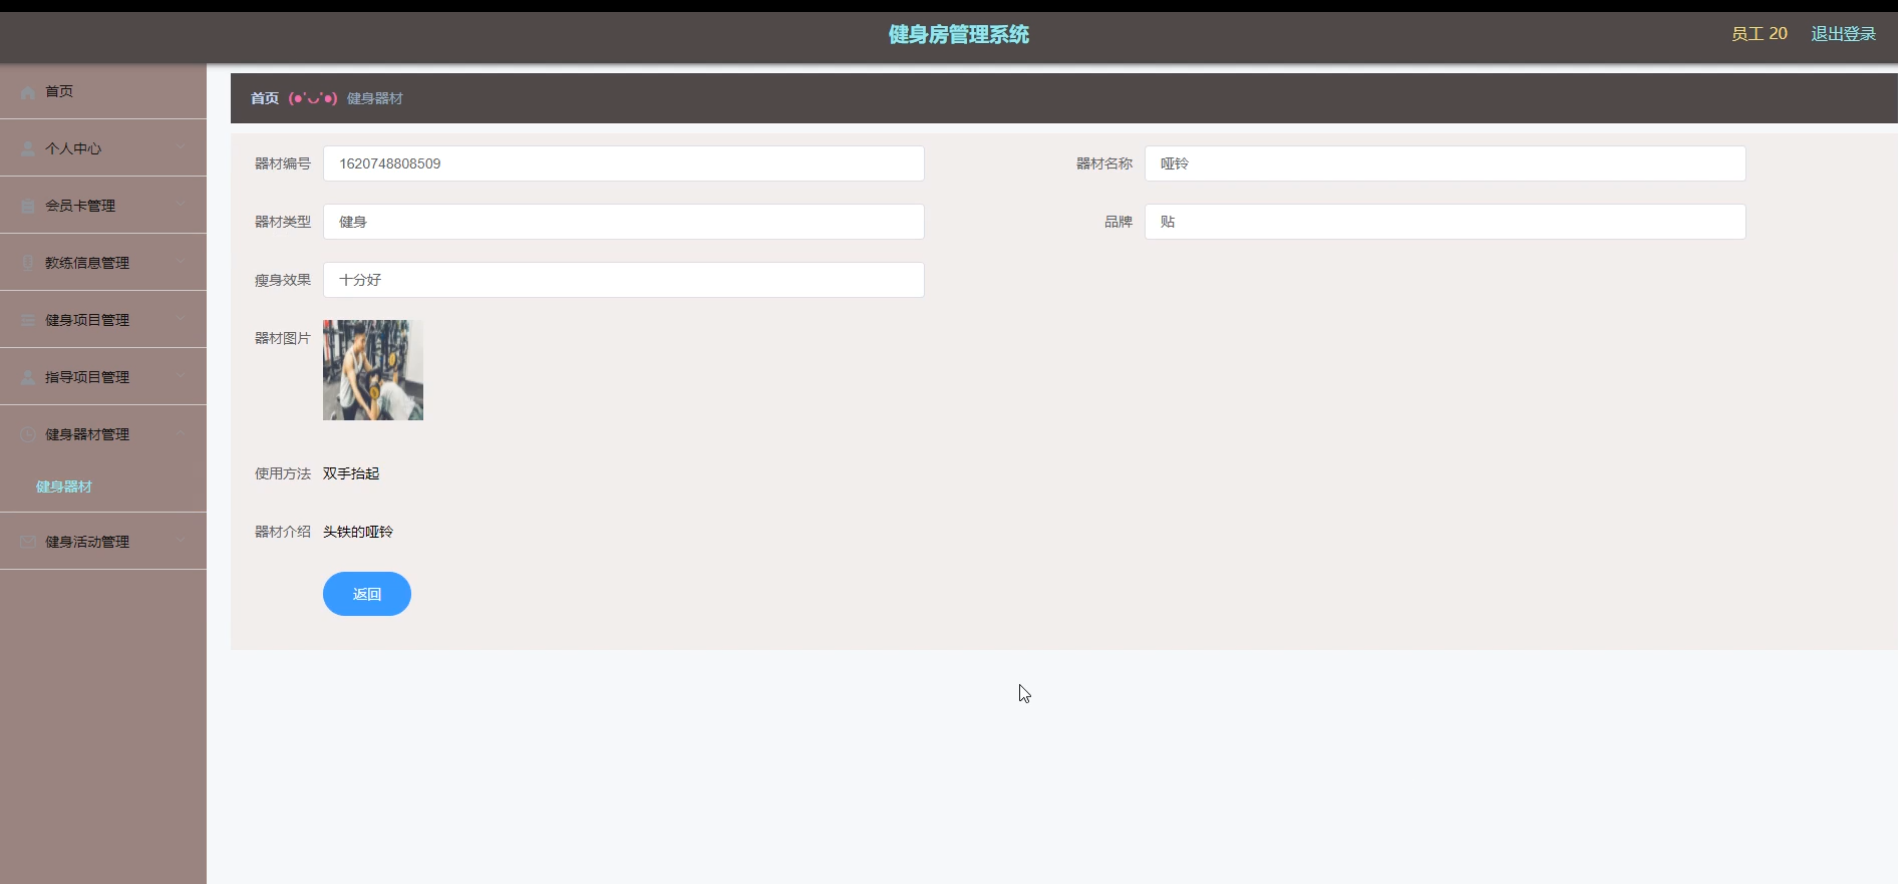 健身房管理系统
员工 20 退出登录
首页
个人中心
会员卡管理
教练信息管理
健身项目管理
指导项目管理
健身器材管理
健身器材
健身活动管理
首页 (●'◡'●) 健身器材
器材编号 1620748808509 器材名称 哑铃
器材类型 健身 品牌 贴
瘦身效果 十分好
器材图片
使用方法 双手抬起
器材介绍 头铁的哑铃
返回